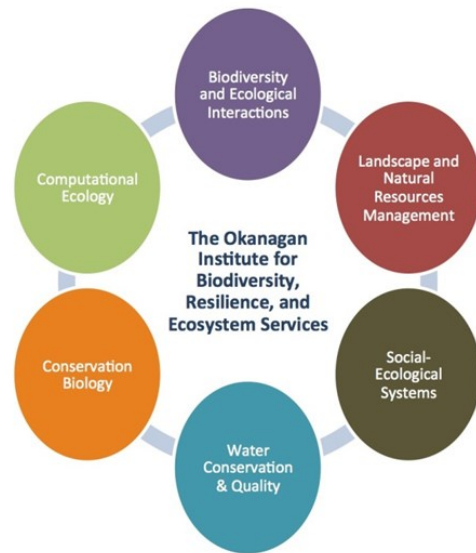 Biodiversity
and Ecological
Interactions
Landscape and
Natural
Resources
Management
Social-
Ecological
Systems
Water
Conservation
& Quality
Conservation
Biology
Computational
Ecology
The Okanagan
Institute for
Biodiversity,
Resilience, and
Ecosystem Services